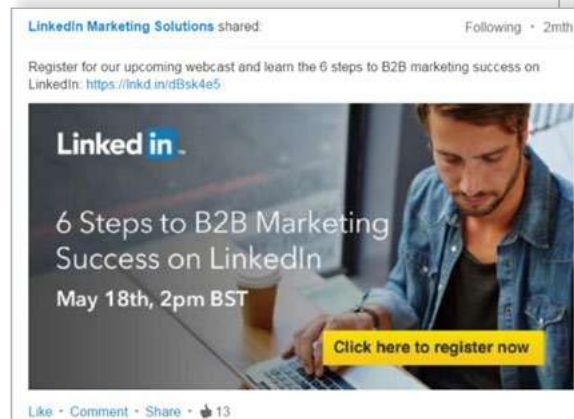 LinkedIn Marketing Solutions shared: Following • 2mth
Register for our upcoming webcast and learn the 6 steps to B2B marketing success on
LinkedIn: https://lnkd.in/dBsk4e5
Linked in
6 Steps to B2B Marketing
Success on LinkedIn
May 18th, 2pm BST
Click here to register now
Like • Comment • Share • 13